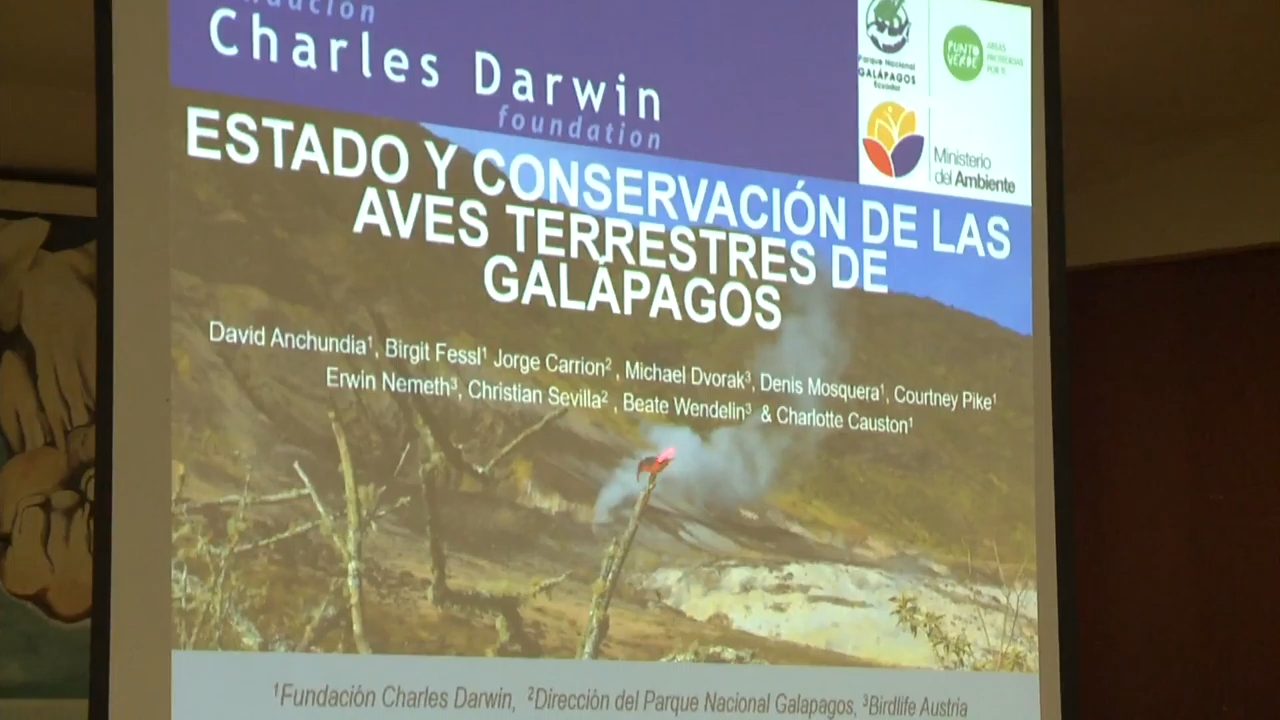 Charles Darwin
foundation
Parque Nacional
GALÁPAGOS
Ecuador
PUNTO
VERDE
Ministerio
del Ambiente
ESTADO Y CONSERVACIÓN DE LAS
AVES TERRESTRES DE
GALÁPAGOS
David Anchundia¹, Birgit Fessl¹ Jorge Carrion² , Michael Dvorak³, Denis Mosquera¹, Courtney Pike¹
Erwin Nemeth³, Christian Sevilla² , Beate Wendelin³ & Charlotte Causton¹
¹Fundación Charles Darwin, ²Dirección del Parque Nacional Galapagos, ³Birdlife Austria